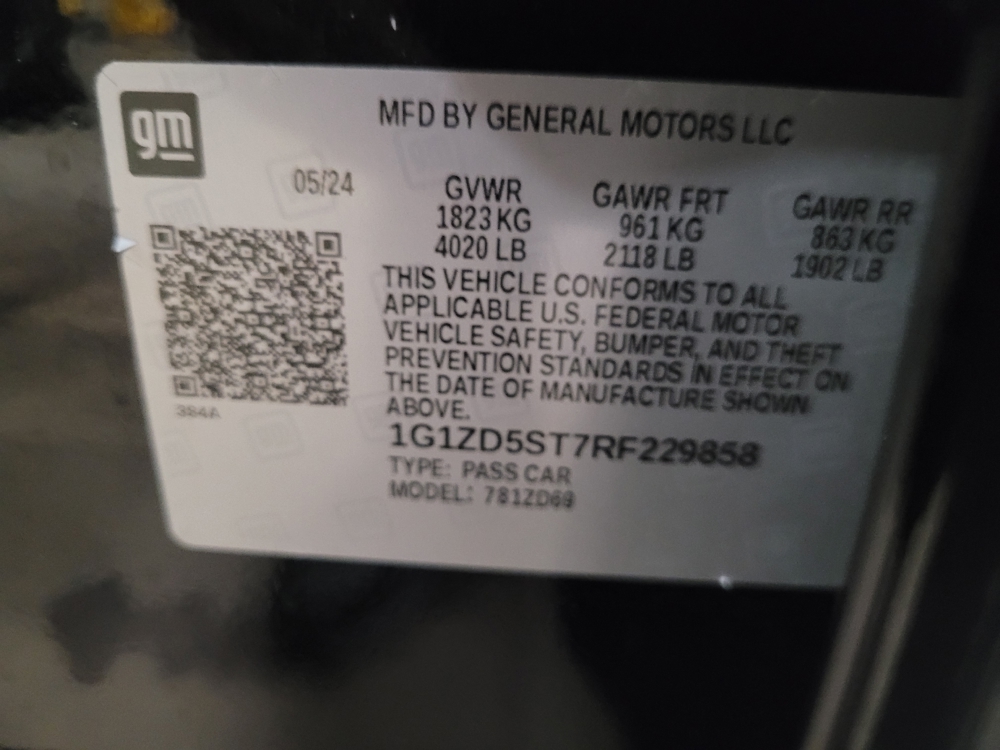 gm
MFD BY GENERAL MOTORS LLC
05/24
GVWR GAWR FRT GAWR RR
1823 KG 961 KG 863 KG
4020 LB 2118 LB 1902 LB
THIS VEHICLE CONFORMS TO ALL
APPLICABLE U.S. FEDERAL MOTOR
VEHICLE SAFETY, BUMPER, AND THEFT
PREVENTION STANDARDS IN EFFECT ON
THE DATE OF MANUFACTURE SHOWN
ABOVE.
384A
1G1ZD5ST7RF229858
TYPE: PASS CAR
MODEL: 781ZD69